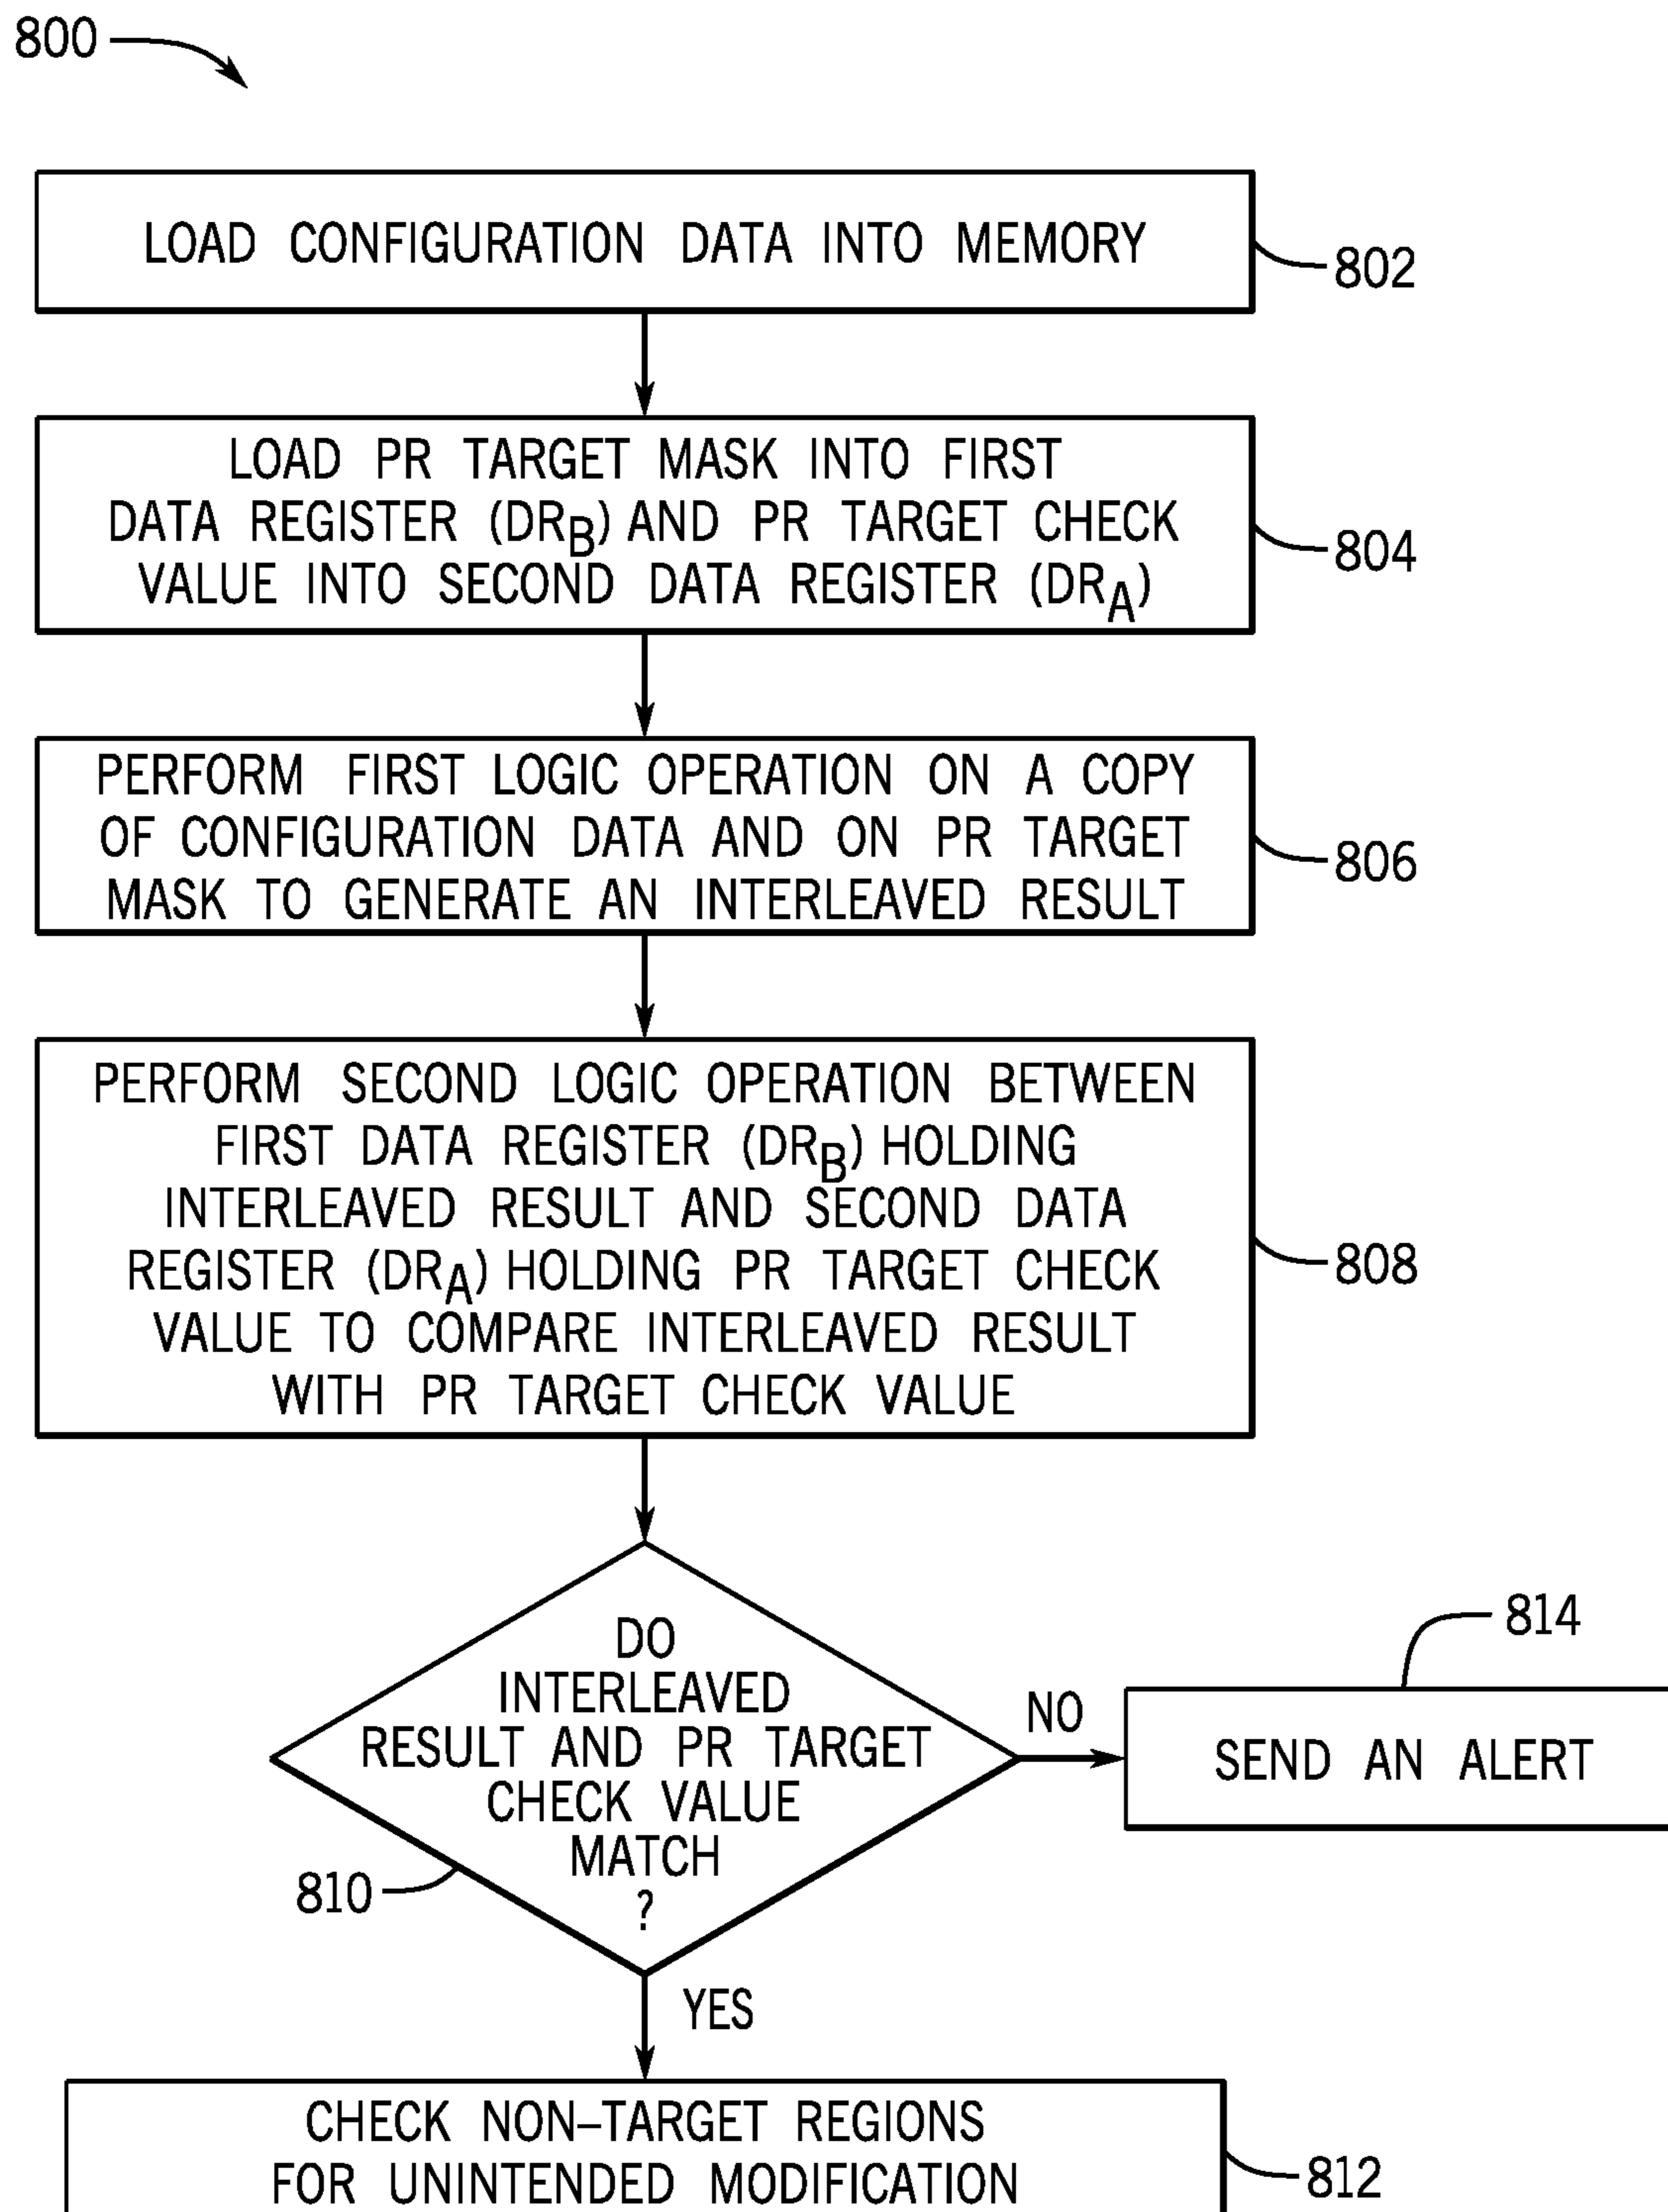 800
LOAD CONFIGURATION DATA INTO MEMORY
802
LOAD PR TARGET MASK INTO FIRST
DATA REGISTER (DRB) AND PR TARGET CHECK
VALUE INTO SECOND DATA REGISTER (DRA)
804
PERFORM FIRST LOGIC OPERATION ON A COPY
OF CONFIGURATION DATA AND ON PR TARGET
MASK TO GENERATE AN INTERLEAVED RESULT
806
PERFORM SECOND LOGIC OPERATION BETWEEN
FIRST DATA REGISTER (DRB) HOLDING
INTERLEAVED RESULT AND SECOND DATA
REGISTER (DRA) HOLDING PR TARGET CHECK
VALUE TO COMPARE INTERLEAVED RESULT
WITH PR TARGET CHECK VALUE
808
DO
INTERLEAVED
RESULT AND PR TARGET
CHECK VALUE
MATCH
?
810
NO
814
SEND AN ALERT
YES
CHECK NON–TARGET REGIONS
FOR UNINTENDED MODIFICATION
812